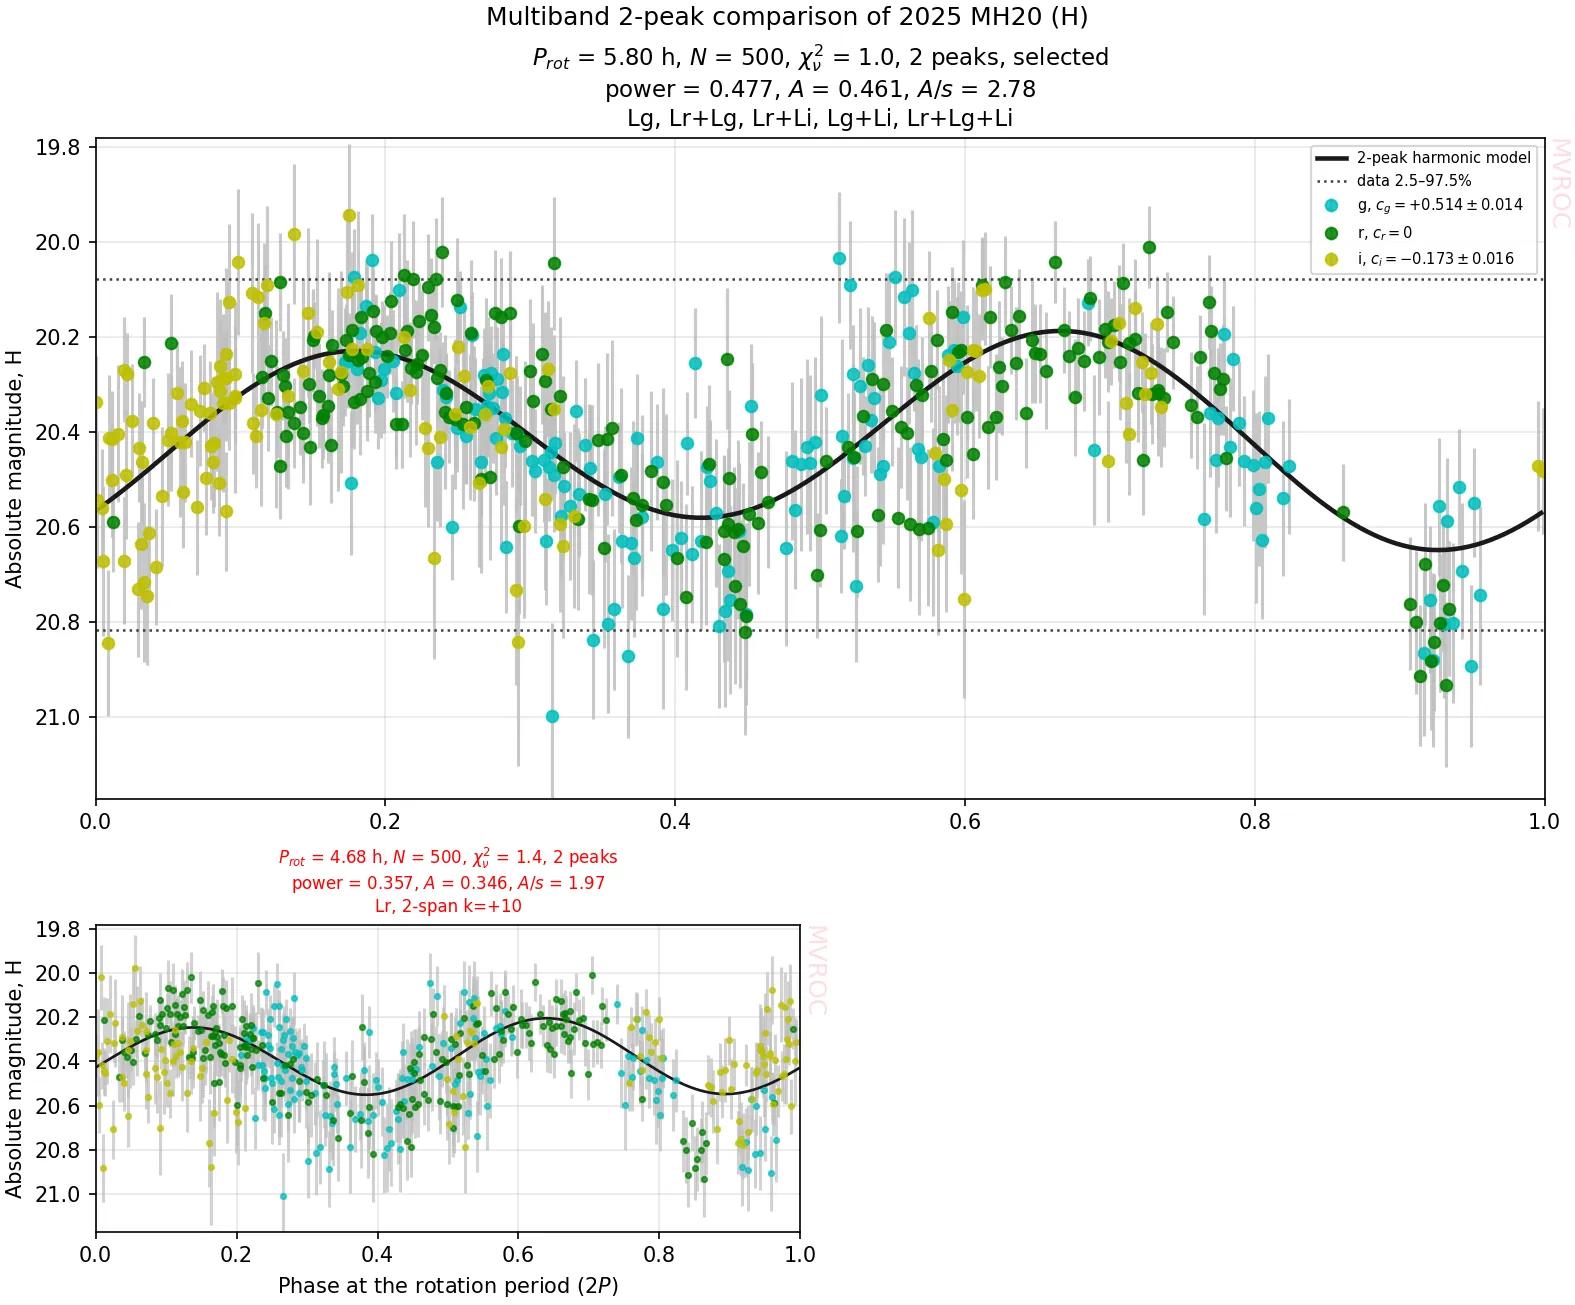 Multiband 2-peak comparison of 2025 MH20 (H)
P_rot = 5.80 h, N = 500, χ²_ν = 1.0, 2 peaks, selected
power = 0.477, A = 0.461, A/s = 2.78
Lg, Lr+Lg, Lr+Li, Lg+Li, Lr+Lg+Li
2-peak harmonic model
data 2.5–97.5%
g, c_g = +0.514 ± 0.014
r, c_r = 0
i, c_i = −0.173 ± 0.016
MVROC
Absolute magnitude, H
19.8
20.0
20.2
20.4
20.6
20.8
21.0
0.0 0.2 0.4 0.6 0.8 1.0
P_rot = 4.68 h, N = 500, χ²_ν = 1.4, 2 peaks
power = 0.357, A = 0.346, A/s = 1.97
Lr, 2-span k=+10
MVROC
Absolute magnitude, H
19.8
20.0
20.2
20.4
20.6
20.8
21.0
0.0 0.2 0.4 0.6 0.8 1.0
Phase at the rotation period (2P)